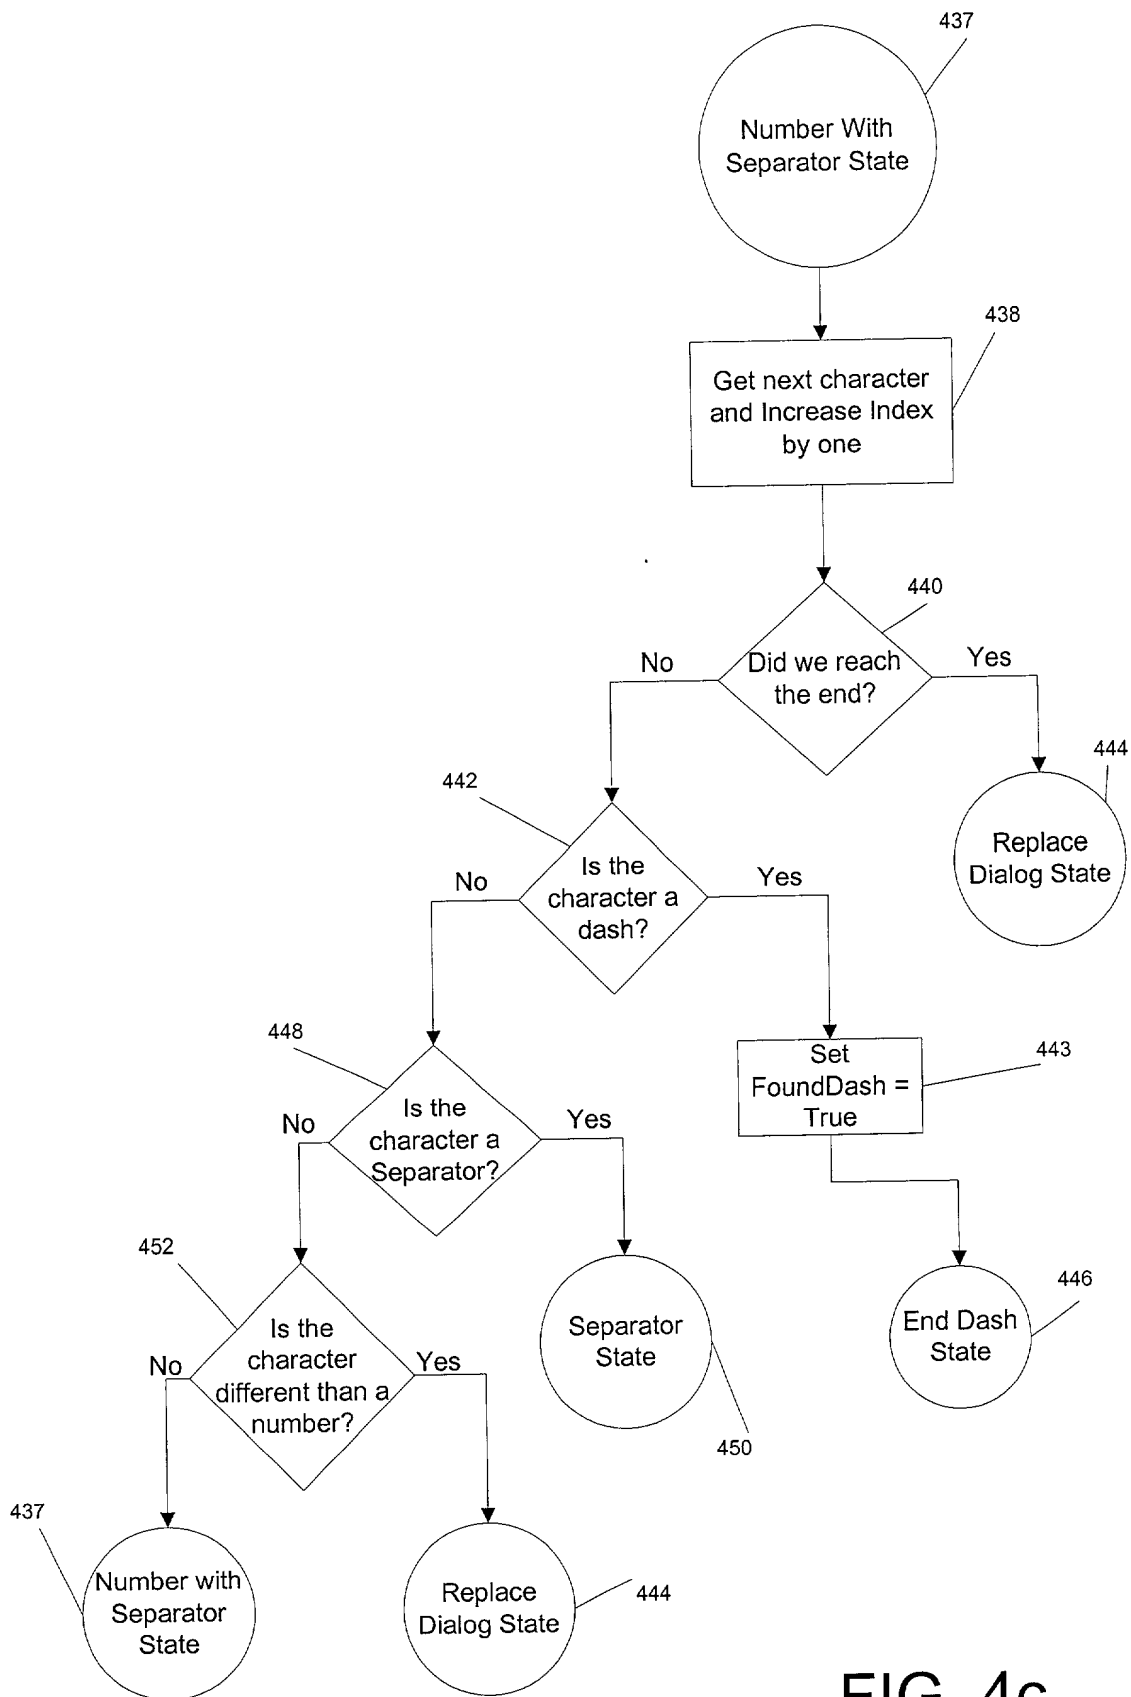 437
Number With
Separator State
438
Get next character
and Increase Index
by one
440
Did we reach
the end?
No
Yes
444
Replace
Dialog State
442
Is the
character a
dash?
No
Yes
443
Set
FoundDash =
True
448
Is the
character a
Separator?
No
Yes
446
End Dash
State
452
Is the
character
different than a
number?
No
Yes
Separator
State
450
437
Number with
Separator
State
Replace
Dialog State
444
FIG. 4c